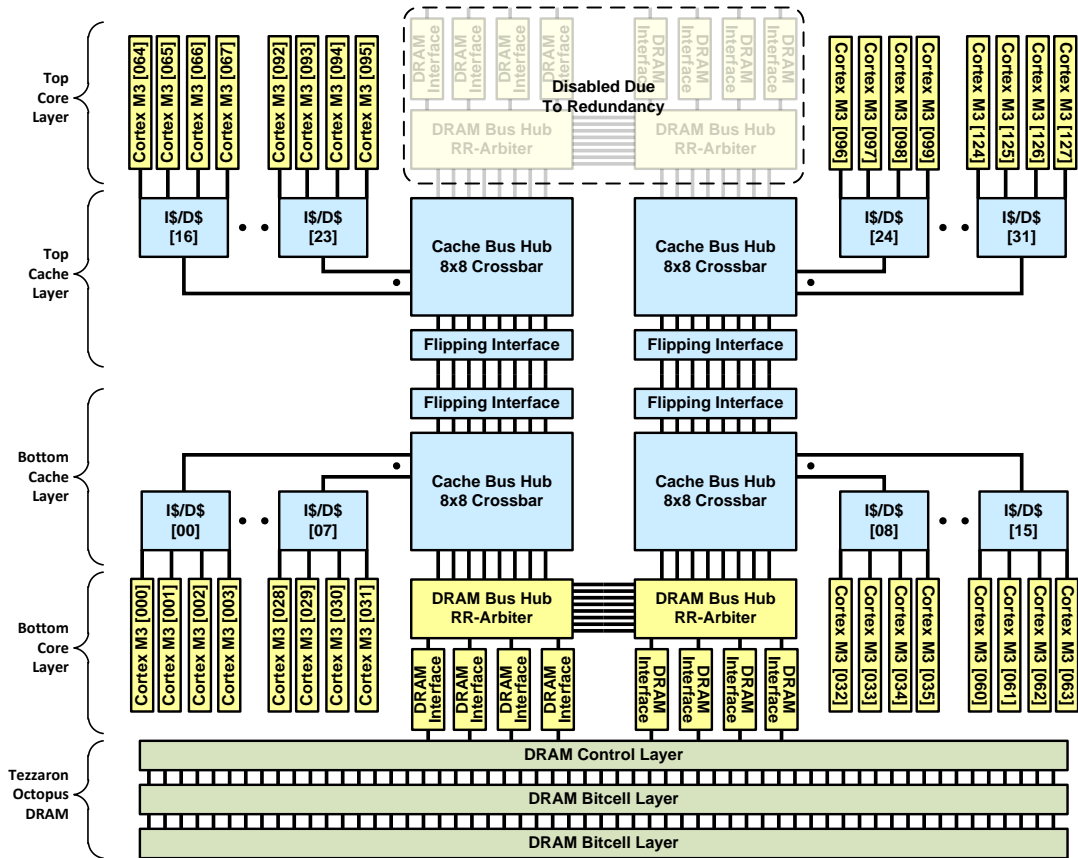 Top
Core
Layer
Cortex M3 [064]
Cortex M3 [065]
Cortex M3 [066]
Cortex M3 [067]
Cortex M3 [092]
Cortex M3 [093]
Cortex M3 [094]
Cortex M3 [095]
DRAM
Interface
DRAM
Interface
DRAM
Interface
DRAM
Interface
DRAM
Interface
DRAM
Interface
DRAM
Interface
DRAM
Interface
Disabled Due
To Redundancy
DRAM Bus Hub
RR-Arbiter
DRAM Bus Hub
RR-Arbiter
Cortex M3 [096]
Cortex M3 [097]
Cortex M3 [098]
Cortex M3 [099]
Cortex M3 [124]
Cortex M3 [125]
Cortex M3 [126]
Cortex M3 [127]
Top
Cache
Layer
I$/D$
[16]
I$/D$
[23]
Cache Bus Hub
8x8 Crossbar
Cache Bus Hub
8x8 Crossbar
I$/D$
[24]
I$/D$
[31]
Flipping Interface
Flipping Interface
Bottom
Cache
Layer
Flipping Interface
Flipping Interface
Cache Bus Hub
8x8 Crossbar
Cache Bus Hub
8x8 Crossbar
I$/D$
[00]
I$/D$
[07]
I$/D$
[08]
I$/D$
[15]
Bottom
Core
Layer
Cortex M3 [000]
Cortex M3 [001]
Cortex M3 [002]
Cortex M3 [003]
Cortex M3 [028]
Cortex M3 [029]
Cortex M3 [030]
Cortex M3 [031]
DRAM Bus Hub
RR-Arbiter
DRAM Bus Hub
RR-Arbiter
DRAM
Interface
DRAM
Interface
DRAM
Interface
DRAM
Interface
DRAM
Interface
DRAM
Interface
DRAM
Interface
DRAM
Interface
Cortex M3 [032]
Cortex M3 [033]
Cortex M3 [034]
Cortex M3 [035]
Cortex M3 [060]
Cortex M3 [061]
Cortex M3 [062]
Cortex M3 [063]
Tezzaron
Octopus
DRAM
DRAM Control Layer
DRAM Bitcell Layer
DRAM Bitcell Layer